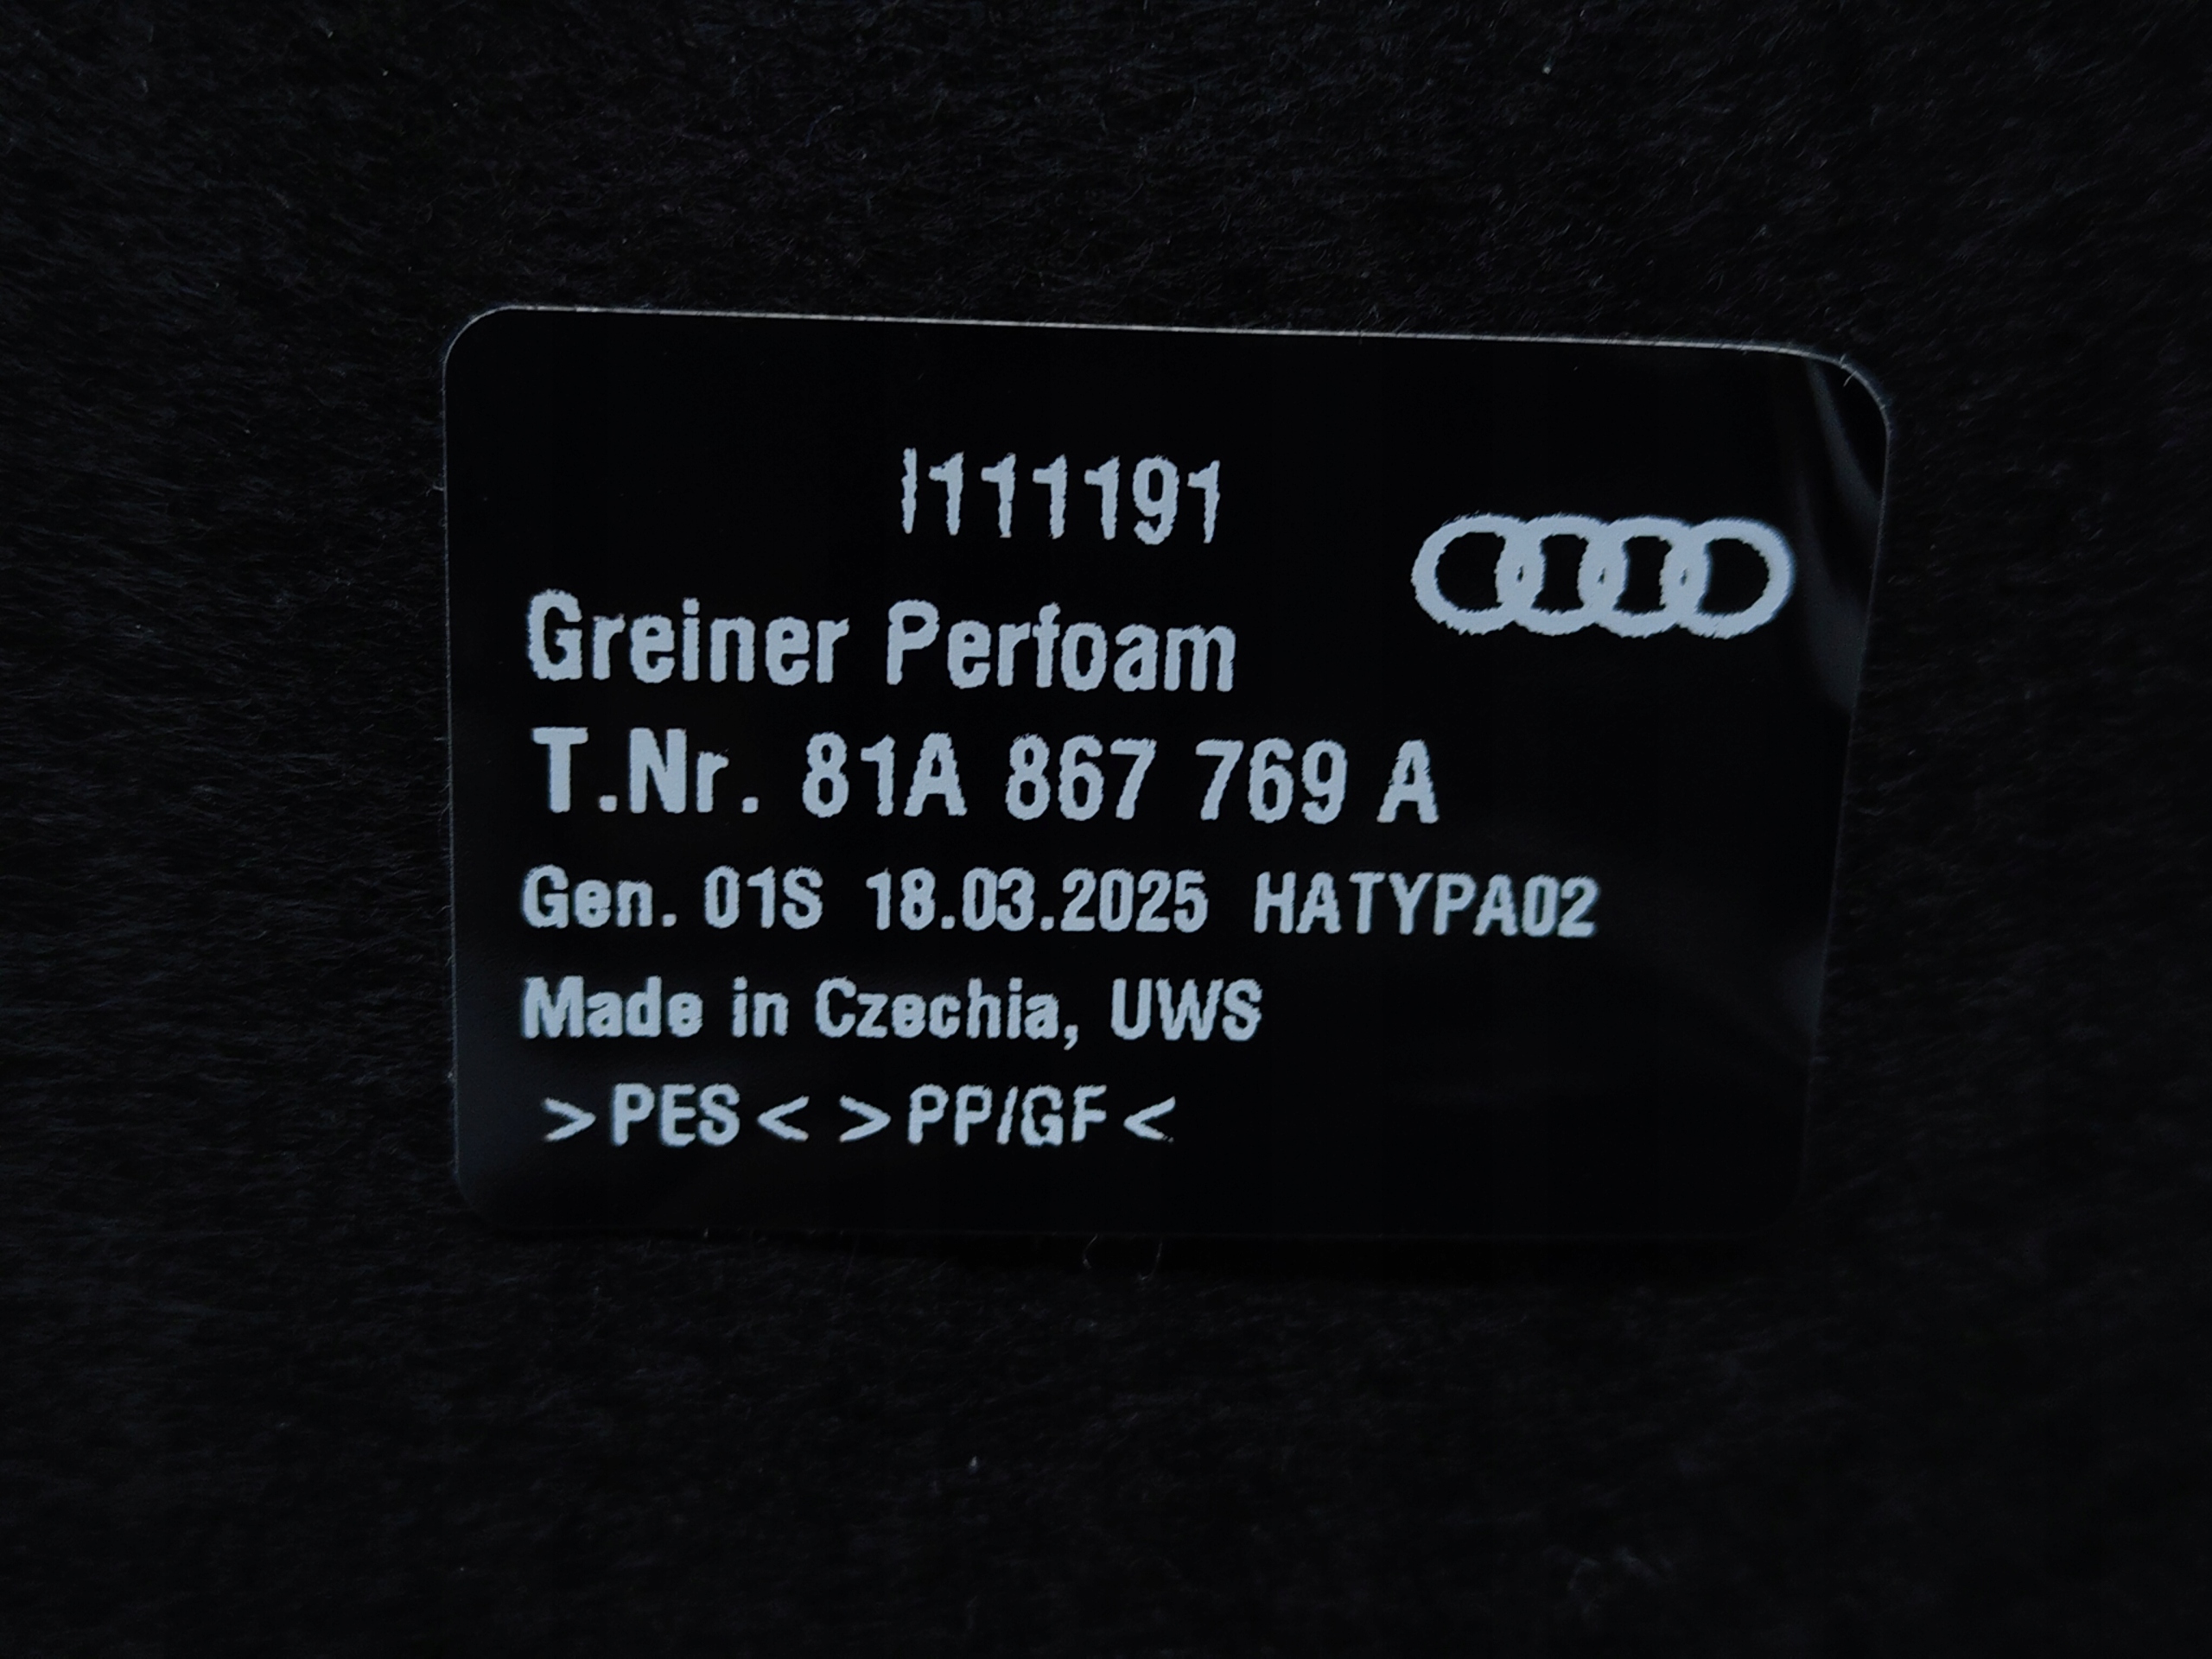 I111191
Greiner Perfoam
T.Nr. 81A 867 769 A
Gen. 01S 18.03.2025 HATYPA02
Made in Czechia, UWS
>PES< >PP/GF<